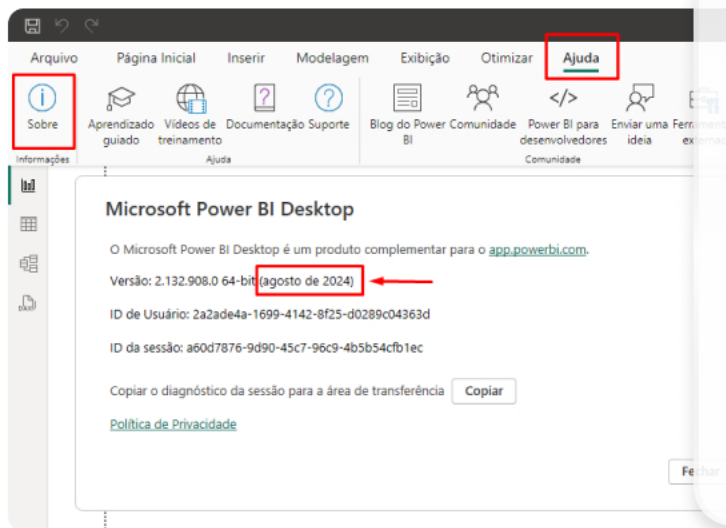 Arquivo Página Inicial Inserir Modelagem Exibição Otimizar Ajuda
Sobre Aprendizado guiado Vídeos de treinamento Documentação Suporte Blog do Power BI Comunidade Power BI para desenvolvedores Enviar uma ideia
Informações Ajuda Comunidade
Microsoft Power BI Desktop
O Microsoft Power BI Desktop é um produto complementar para o app.powerbi.com.
Versão: 2.132.908.0 64-bit (agosto de 2024)
ID de Usuário: 2a2ade4a-1699-4142-8f25-d0289c04363d
ID da sessão: a60d7876-9d90-45c7-96c9-4b5b54cfb1ec
Copiar o diagnóstico da sessão para a área de transferência Copiar
Política de Privacidade
Fechar